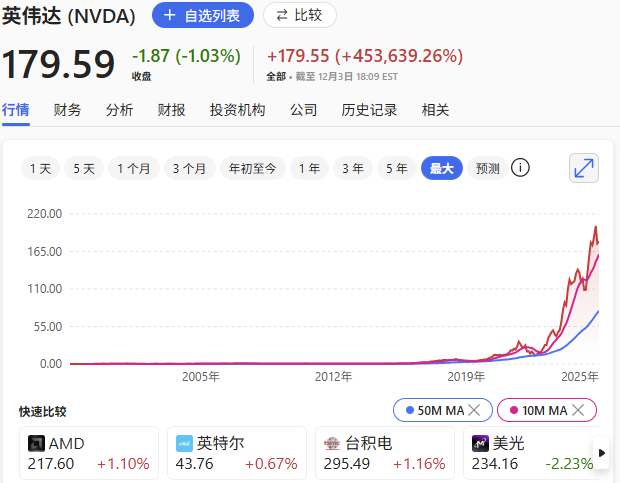 英伟达 (NVDA) + 自选列表 比较
179.59 -1.87 (-1.03%) +179.55 (+453,639.26%)
收盘 全部 • 截至 12月3日 18:09 EST
行情 财务 分析 财报 投资机构 公司 历史记录 相关
1 天 5 天 1 个月 3 个月 年初至今 1 年 3 年 5 年 最大 预测
220.00
165.00
110.00
55.00
0.00
2005年 2012年 2019年 2025年
快速比较 50M MA 10M MA
AMD 英特尔 台积电 美光
217.60 +1.10% 43.76 +0.67% 295.49 +1.16% 234.16 -2.23%